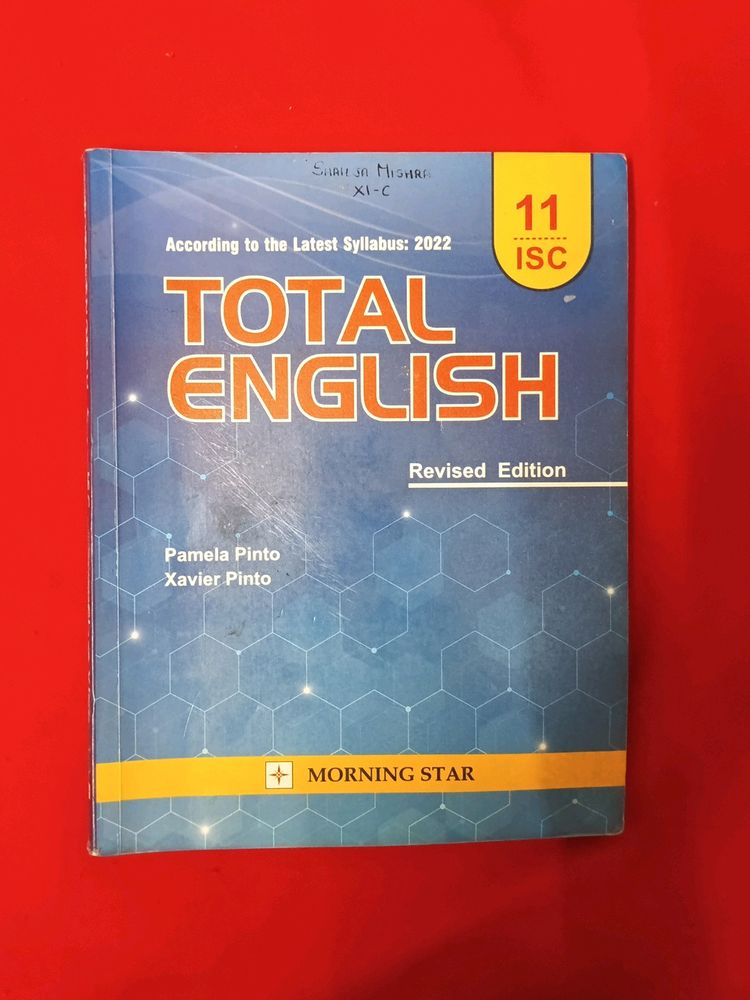 MISHRA
XI-C
11
ISC
According to the Latest Syllabus: 2022
TOTAL
ENGLISH
Revised Edition
Pamela Pinto
Xavier Pinto
MORNING STAR